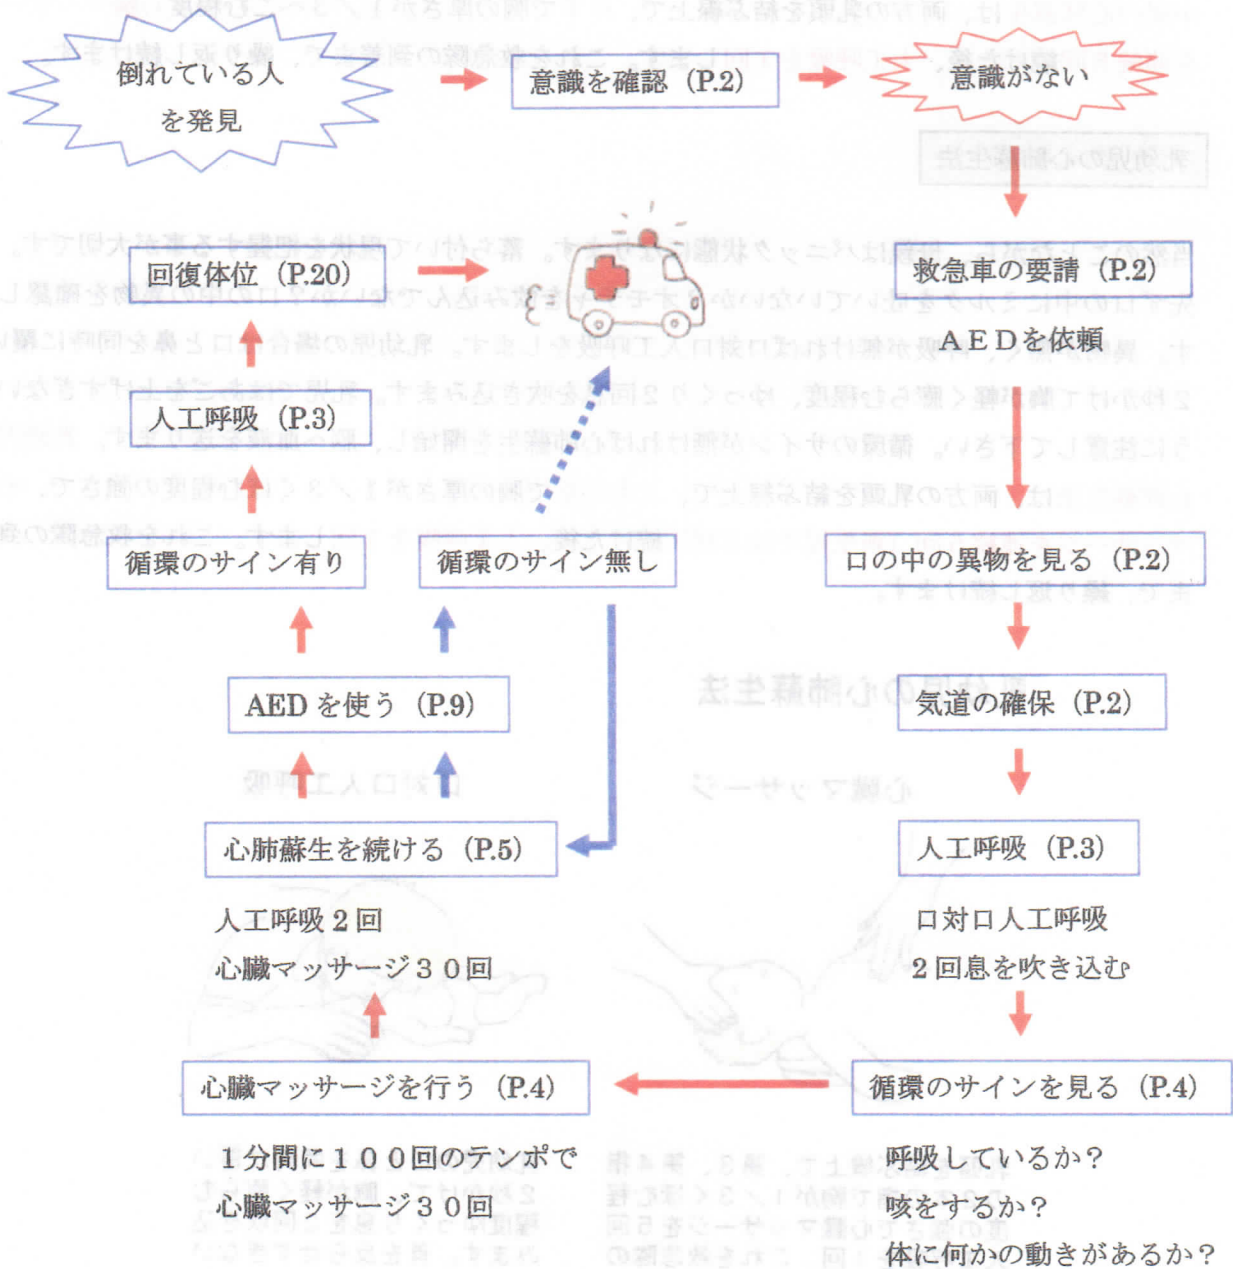 倒れている人
を発見
意識を確認（P.2）
意識がない
救急車の要請（P.2）
ＡＥＤを依頼
口の中の異物を見る（P.2）
気道の確保（P.2）
人工呼吸（P.3）
口対口人工呼吸
２回息を吹き込む
循環のサインを見る（P.4）
呼吸しているか？
咳をするか？
体に何かの動きがあるか？
心臓マッサージを行う（P.4）
１分間に１００回のテンポで
心臓マッサージ30回
心肺蘇生を続ける（P.5）
人工呼吸２回
心臓マッサージ３０回
AEDを使う（P.9）
循環のサイン有り
循環のサイン無し
人工呼吸（P.3）
回復体位（P.20）